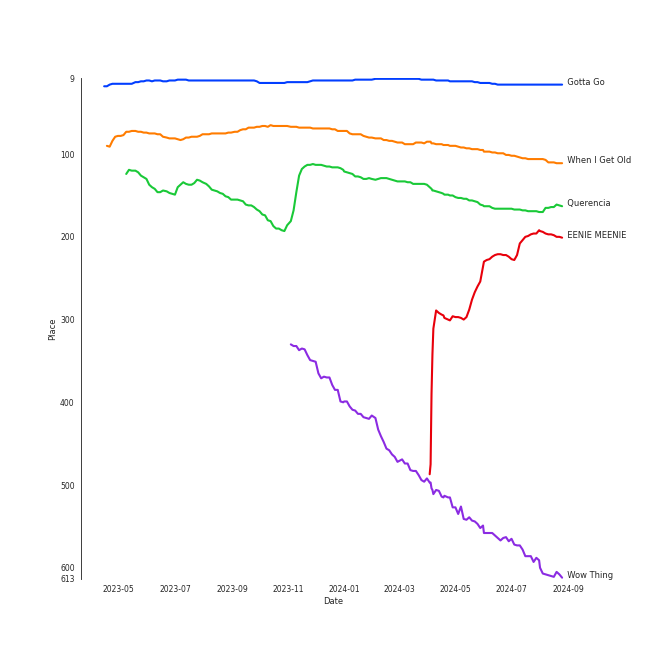 9
Gotta Go
100
When I Get Old
Querencia
200
EENIE MEENIE
300
Place
400
500
600
613
Wow Thing
2023-05 2023-07 2023-09 2023-11 2024-01 2024-03 2024-05 2024-07 2024-09
Date